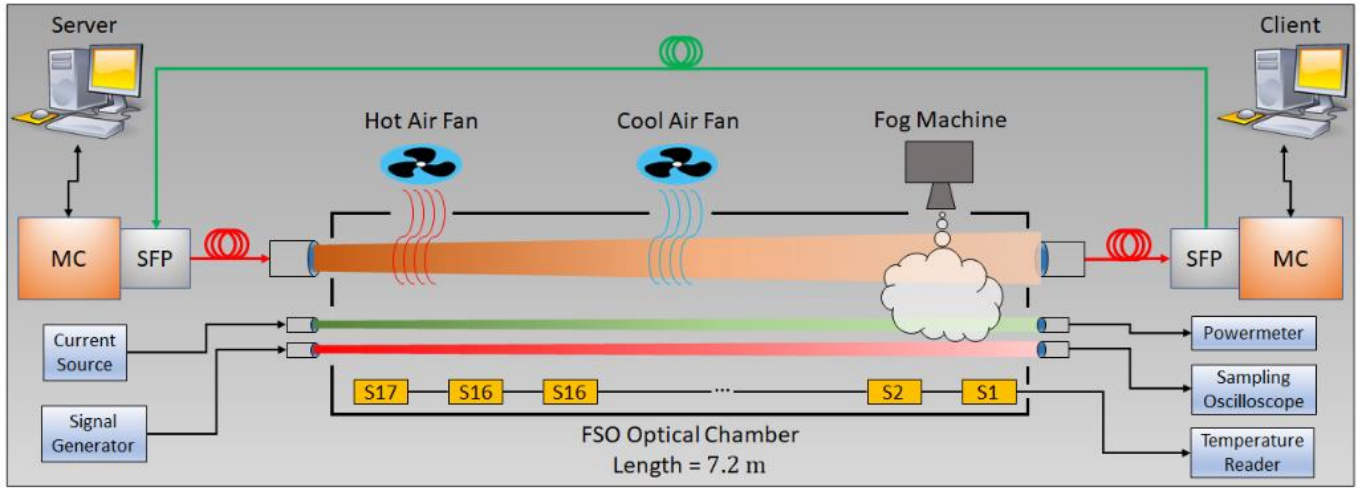 Server
Client
Hot Air Fan
Cool Air Fan
Fog Machine
MC
SFP
SFP
MC
Current
Source
Powermeter
Signal
Generator
Sampling
Oscilloscope
S17
S16
S16
...
S2
S1
Temperature
Reader
FSO Optical Chamber
Length = 7.2 m